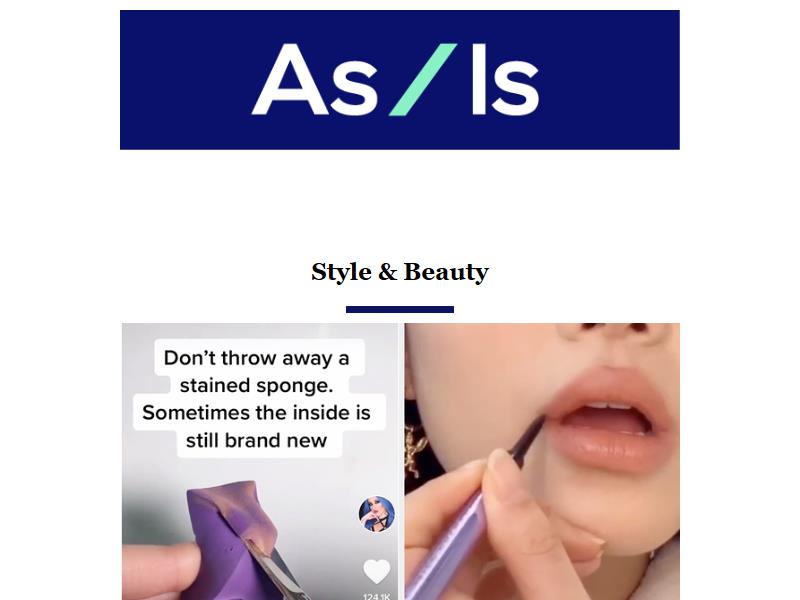 As/Is
Style & Beauty
Don't throw away a
stained sponge.
Sometimes the inside is
still brand new
124.1K